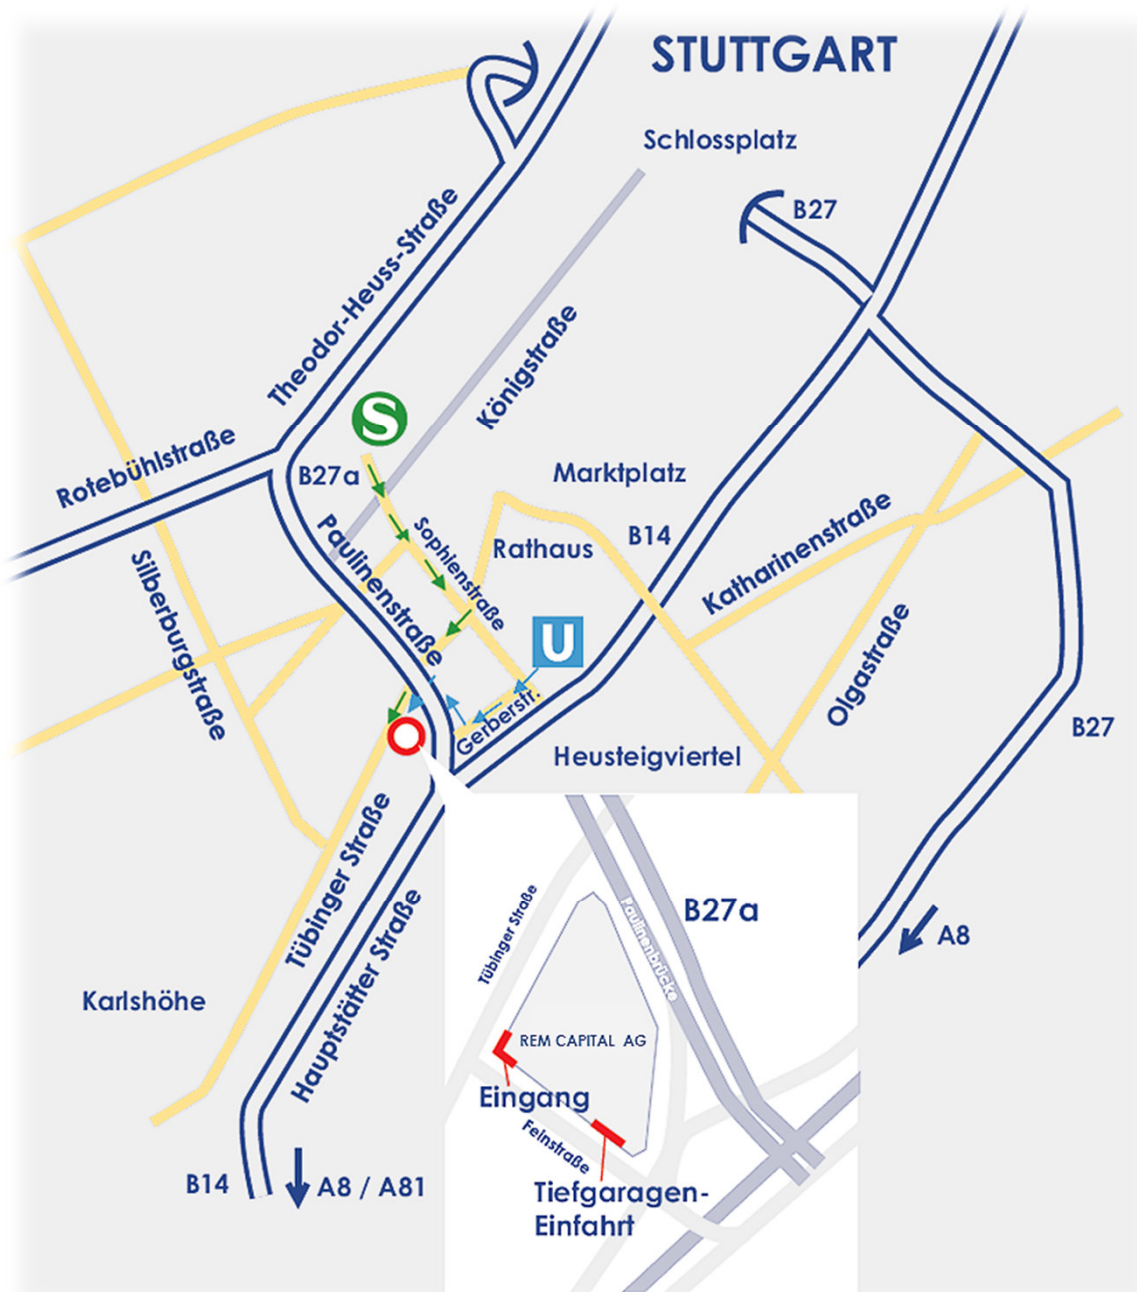 STUTTGART
Schlossplatz
B27
Theodor-Heuss-Straße
Königstraße
S
Rotebühlstraße
B27a
Marktplatz
Sophienstraße
Paulinenstraße
Rathaus
B14
Katharinenstraße
Silberburgstraße
Olgastraße
U
Gerberstr.
B27
Heusteigviertel
Tübinger Straße
Hauptstätter Straße
Tübinger Straße
Paulinenbrücke
B27a
A8
Karlshöhe
REM CAPITAL AG
Eingang
Feinstraße
Tiefgaragen-
Einfahrt
B14
A8 / A81